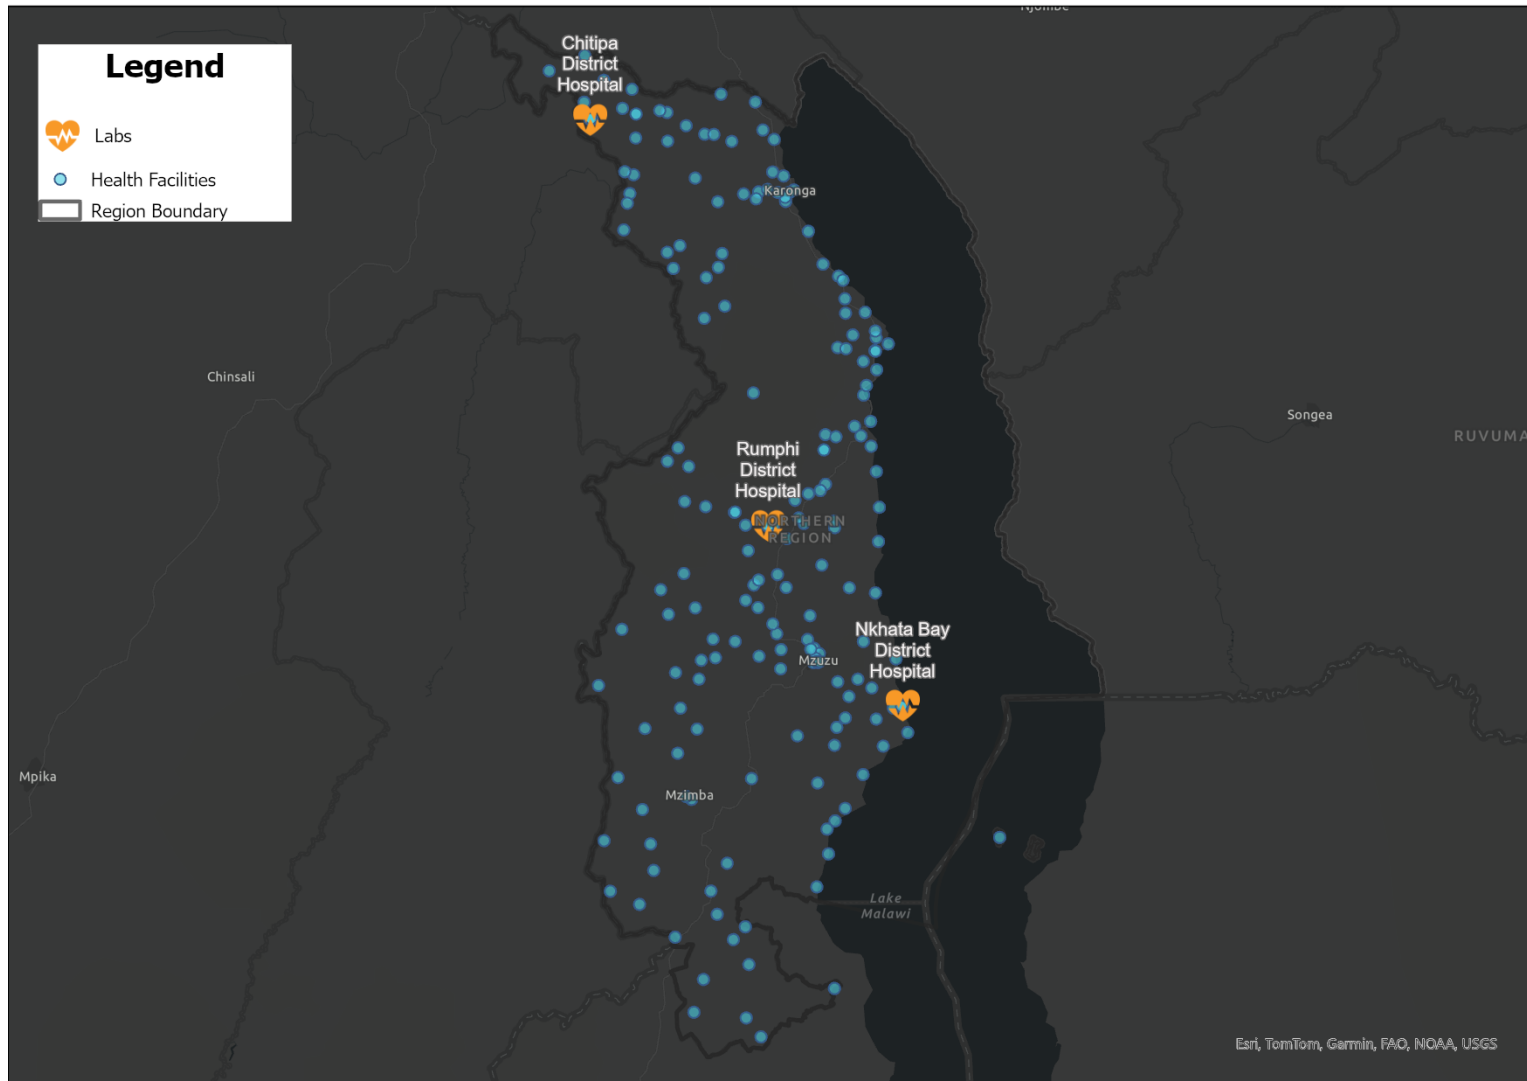 Njombe
Legend
Labs
Health Facilities
Region Boundary
Chitipa
District
Hospital
Karonga
Chinsali
Songea
RUVUMA
Rumphi
District
Hospital
NORTHERN
REGION
Nkhata Bay
District
Hospital
Mzuzu
Mpika
Mzimba
Lake
Malawi
Esri, TomTom, Garmin, FAO, NOAA, USGS